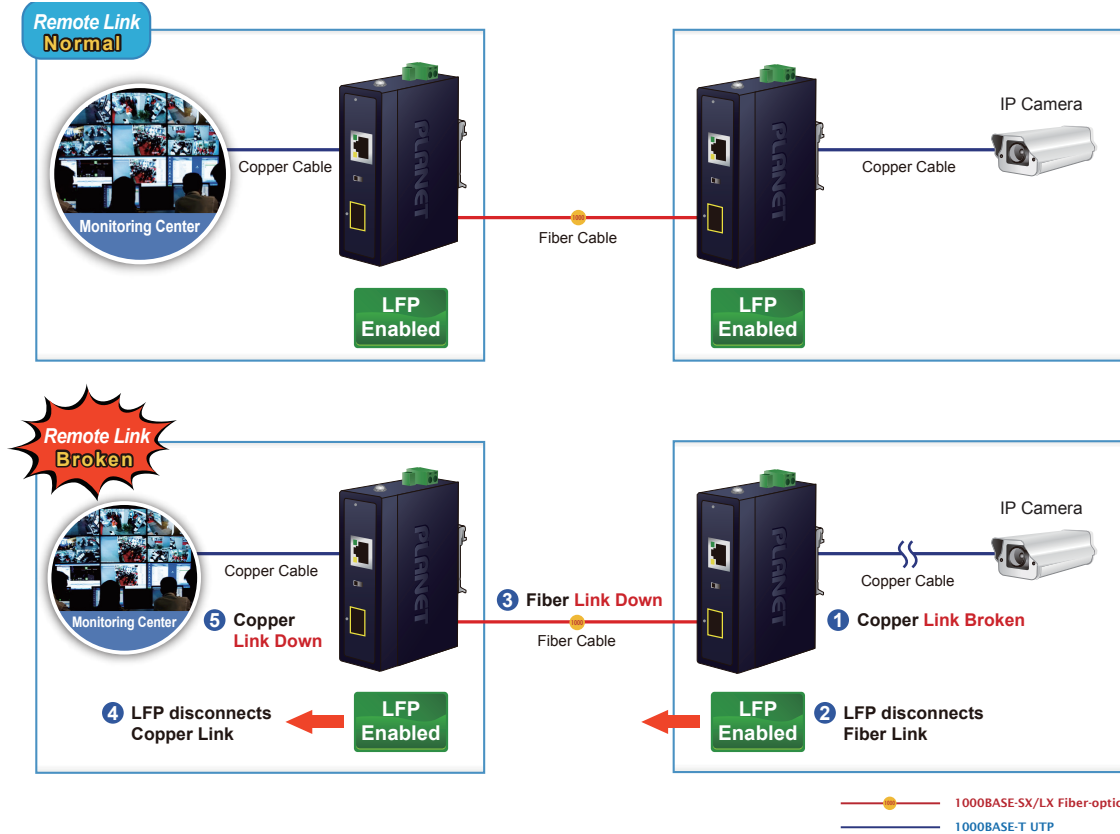 Remote Link
Normal
Monitoring Center
Copper Cable
PLANET
1000
Fiber Cable
PLANET
Copper Cable
IP Camera
LFP
Enabled
LFP
Enabled
Remote Link
Broken
Monitoring Center
Copper Cable
5 Copper
Link Down
PLANET
3 Fiber Link Down
1000
Fiber Cable
PLANET
IP Camera
Copper Cable
1 Copper Link Broken
4 LFP disconnects
Copper Link
LFP
Enabled
LFP
Enabled
2 LFP disconnects
Fiber Link
1000
1000BASE-SX/LX Fiber-optic
1000BASE-T UTP